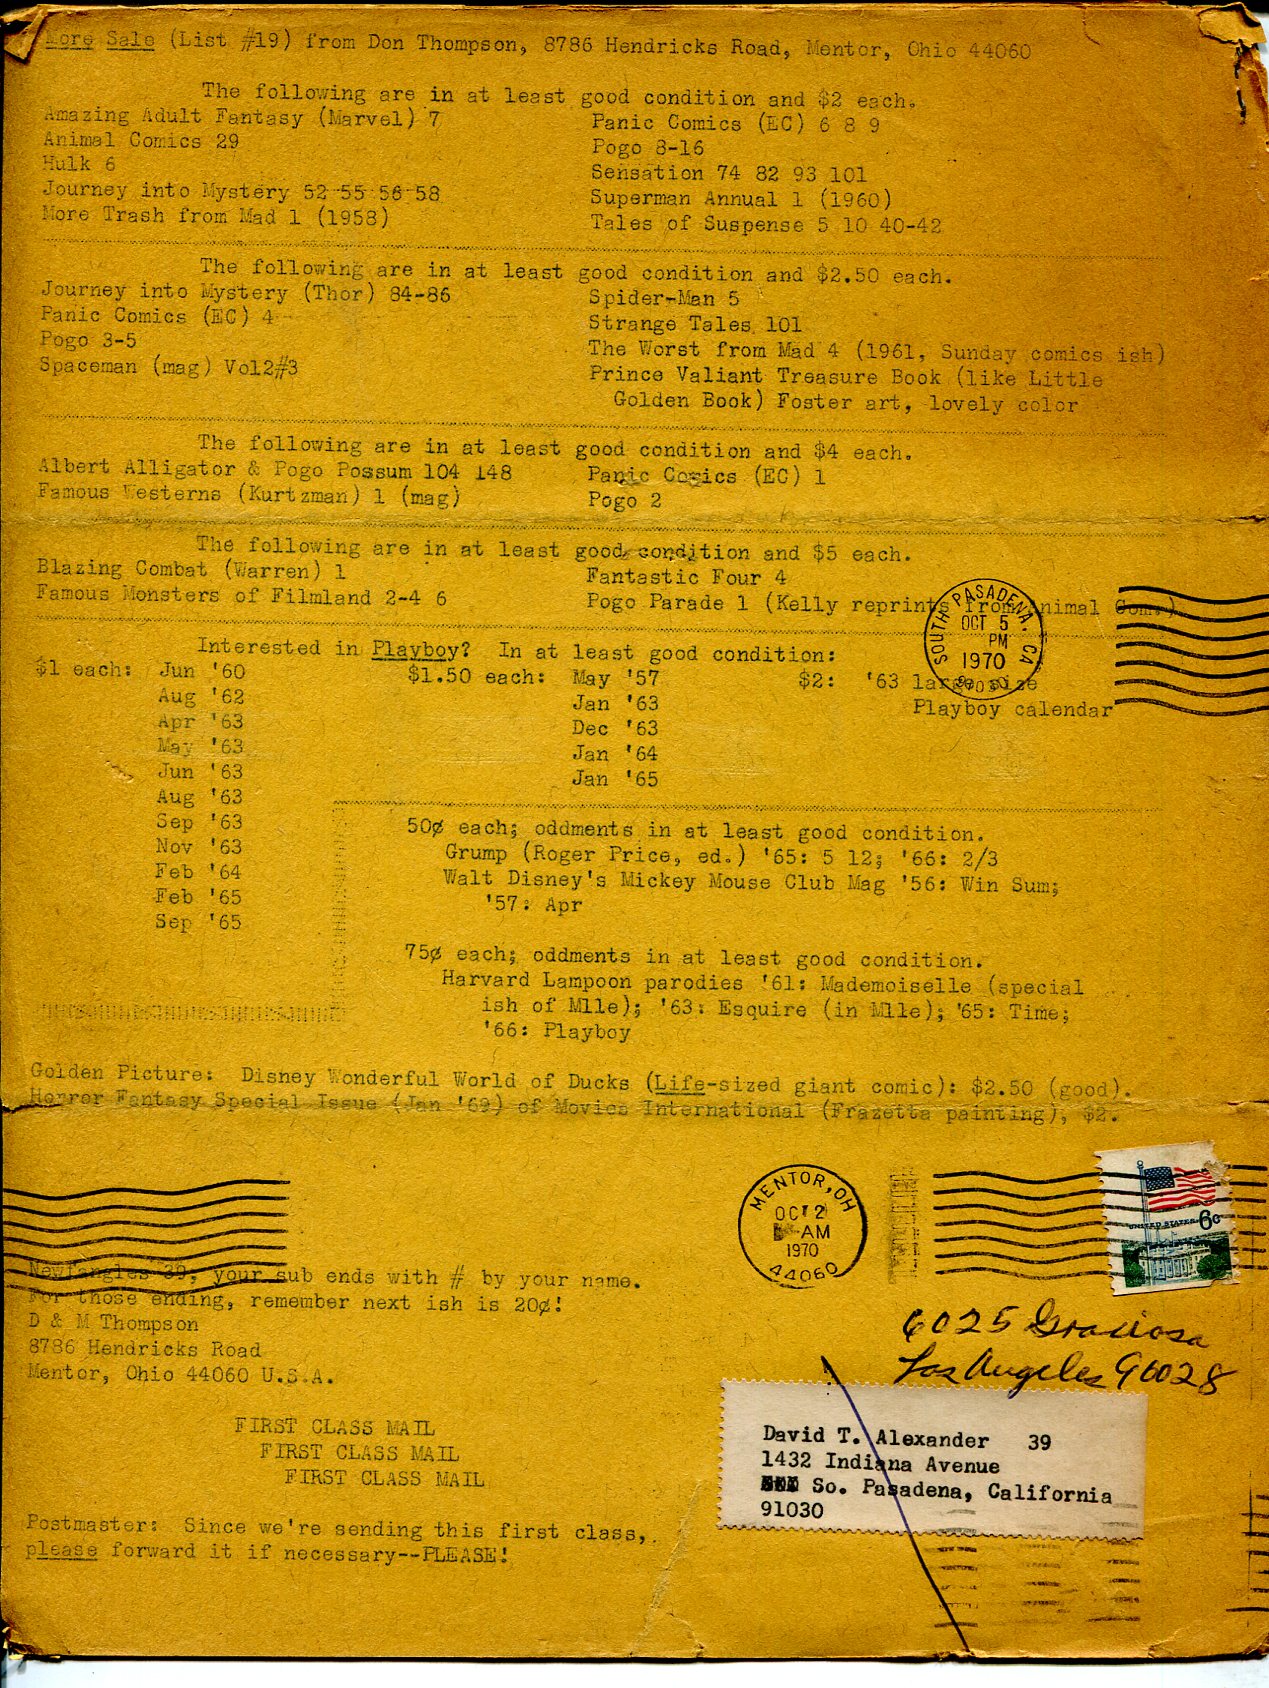 More Sale (List #19) from Don Thompson, 8786 Hendricks Road, Mentor, Ohio 44060
The following are in at least good condition and $2 each.
Amazing Adult Fantasy (Marvel) 7
Animal Comics 29
Hulk 6
Journey into Mystery 52 55 56 58
More Trash from Mad 1 (1958)
Panic Comics (EC) 6 8 9
Pogo 8-16
Sensation 74 82 93 101
Superman Annual 1 (1960)
Tales of Suspense 5 10 40-42
The following are in at least good condition and $2.50 each.
Journey into Mystery (Thor) 84-86
Panic Comics (EC) 4
Pogo 3-5
Spaceman (mag) Vol2#3
Spider-Man 5
Strange Tales 101
The Worst from Mad 4 (1961, Sunday comics ish)
Prince Valiant Treasure Book (like Little
Golden Book) Foster art, lovely color
The following are in at least good condition and $4 each.
Albert Alligator & Pogo Possum 104 148
Famous Westerns (Kurtzman) 1 (mag)
Panic Comics (EC) 1
Pogo 2
The following are in at least good condition and $5 each.
Blazing Combat (Warren) 1
Famous Monsters of Filmland 2-4 6
Fantastic Four 4
Pogo Parade 1 (Kelly reprints from Animal Com.)
SOUTH PASADENA, CA
OCT 5
PM
1970
91030
Interested in Playboy? In at least good condition:
$1 each: Jun '60
Aug '62
Apr '63
May '63
Jun '63
Aug '63
Sep '63
Nov '63
Feb '64
Feb '65
Sep '65
$1.50 each: May '57
Jan '63
Dec '63
Jan '64
Jan '65
$2: '63 large size
Playboy calendar
50¢ each; oddments in at least good condition.
Grump (Roger Price, ed.) '65: 5 12; '66: 2/3
Walt Disney's Mickey Mouse Club Mag '56: Win Sum;
'57: Apr
75¢ each; oddments in at least good condition.
Harvard Lampoon parodies '61: Mademoiselle (special
ish of Mlle); '63: Esquire (in Mlle); '65: Time;
'66: Playboy
Golden Picture: Disney Wonderful World of Ducks (Life-sized giant comic): $2.50 (good).
Horror Fantasy Special Issue (Jan '69) of Movies International (Frazetta painting), $2.
MENTOR, OH
OCT 2
AM
1970
44060
UNITED STATES 6c
Newfangles 39, your sub ends with # by your name.
For those ending, remember next ish is 20¢!
D & M Thompson
8786 Hendricks Road
Mentor, Ohio 44060 U.S.A.
6025 Graciosa
Los Angeles 90028
FIRST CLASS MAIL
FIRST CLASS MAIL
FIRST CLASS MAIL
David T. Alexander 39
1432 Indiana Avenue
So. Pasadena, California
91030
Postmaster: Since we're sending this first class,
please forward it if necessary--PLEASE!